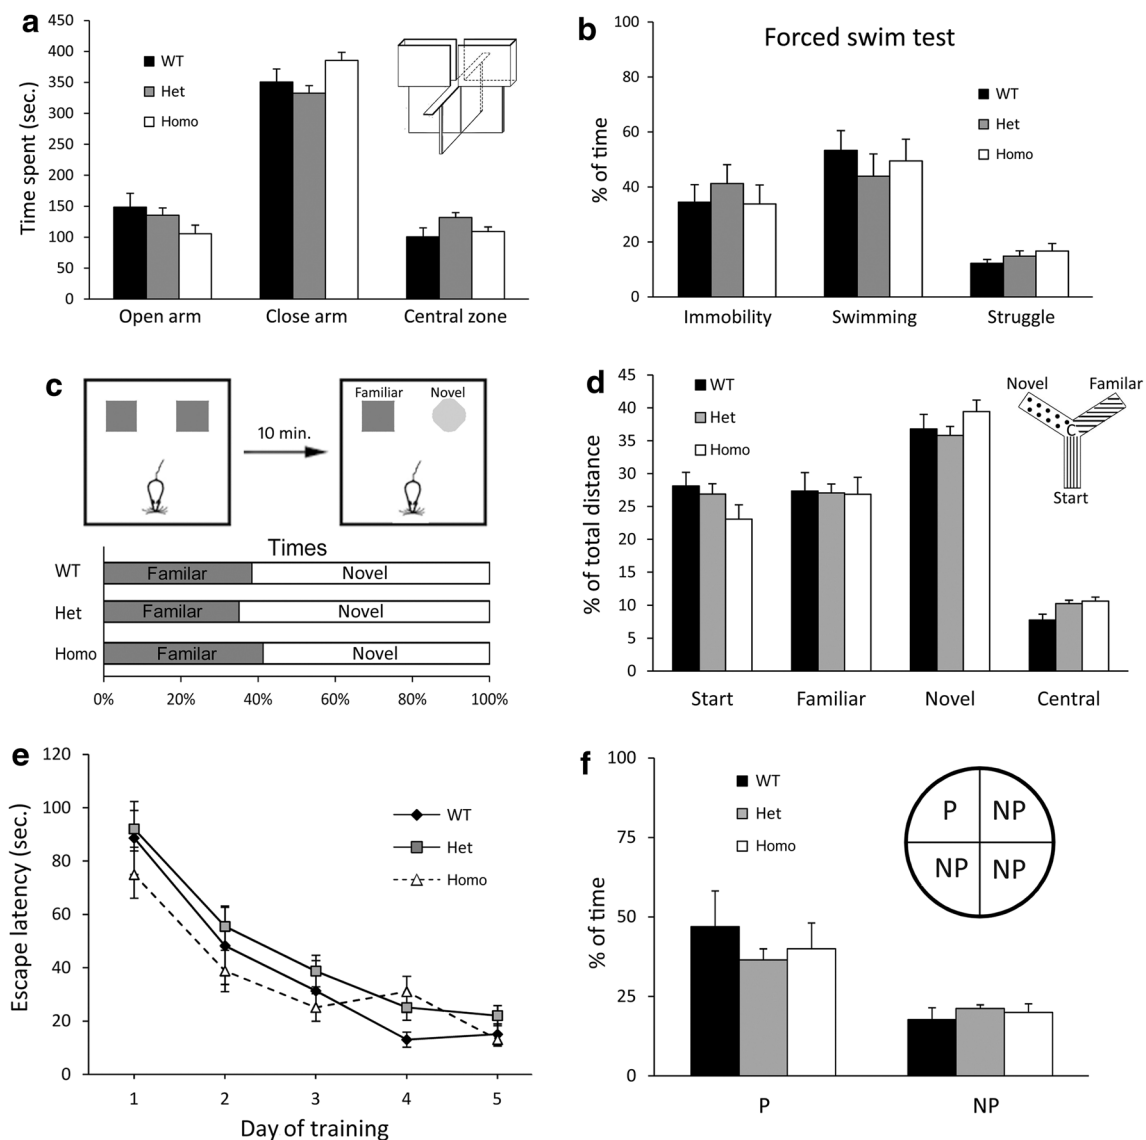 a
450
400
350
300
250
200
150
100
50
0
Time spent (sec.)
WT
Het
Homo
Open arm
Close arm
Central zone
b
Forced swim test
100
80
60
40
20
0
% of time
WT
Het
Homo
Immobility
Swimming
Struggle
c
10 min.
Familiar
Novel
Times
WT
Familar
Novel
Het
Familar
Novel
Homo
Familar
Novel
0%
20%
40%
60%
80%
100%
d
45
40
35
30
25
20
15
10
5
0
% of total distance
WT
Het
Homo
Novel
Familar
C
Start
Start
Familiar
Novel
Central
e
120
100
80
60
40
20
0
Escape latency (sec.)
WT
Het
Homo
1
2
3
4
5
Day of training
f
100
75
50
25
0
% of time
WT
Het
Homo
P
NP
NP
NP
P
NP